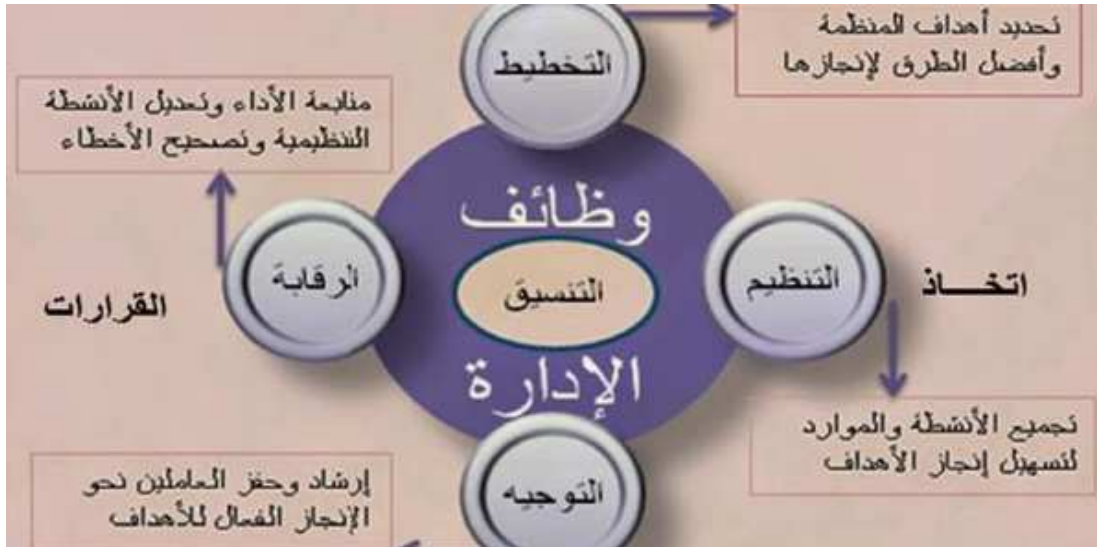 تحديد أهداف المنظمة
وأفضل الطرق لإنجازها
التخطيط
متابعة الأداء وتعديل الأنشطة
التنظيمية وتصحيح الأخطاء
وظائف
اتخـــــاذ
التنظيم
التنسيق
الرقابة
القرارات
الإدارة
تجميع الأنشطة والموارد
لتسهيل إنجاز الأهداف
التوجيه
إرشاد وحفز العاملين نحو
الإنجاز الفعال للأهداف